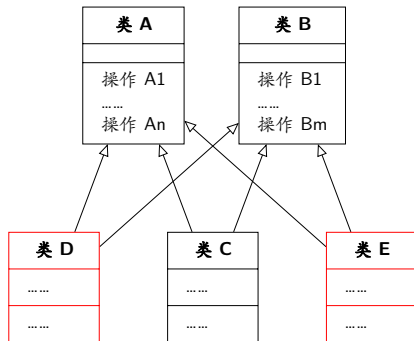 类 A
操作 A1
……
操作 An
类 B
操作 B1
……
操作 Bm
类 D
……
……
类 C
……
……
类 E
……
……